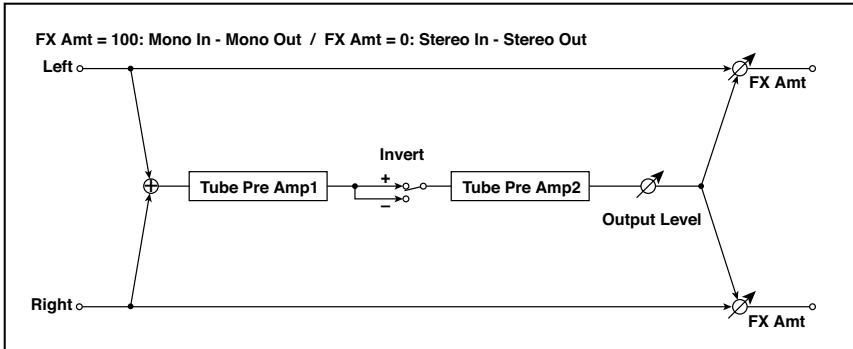 FX Amt = 100: Mono In - Mono Out / FX Amt = 0: Stereo In - Stereo Out
Left
FX Amt
Invert
+
Tube Pre Amp1
Tube Pre Amp2
−
Output Level
Right
FX Amt